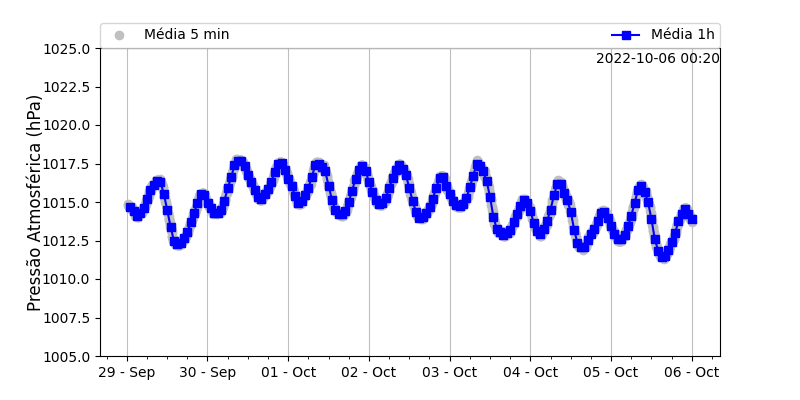 Média 5 min
Média 1h
2022-10-06 00:20
Pressão Atmosférica (hPa)
1025.0
1022.5
1020.0
1017.5
1015.0
1012.5
1010.0
1007.5
1005.0
29 - Sep
30 - Sep
01 - Oct
02 - Oct
03 - Oct
04 - Oct
05 - Oct
06 - Oct